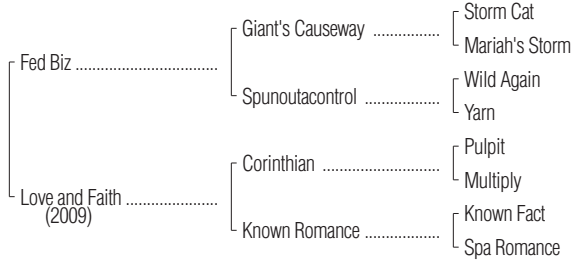 Storm Cat
Giant's Causeway ..................
Mariah's Storm
Fed Biz ..................................
Wild Again
Spunoutacontrol ..................
Yarn
Pulpit
Corinthian ............................
Multiply
Love and Faith ......................
(2009)
Known Fact
Known Romance ..................
Spa Romance